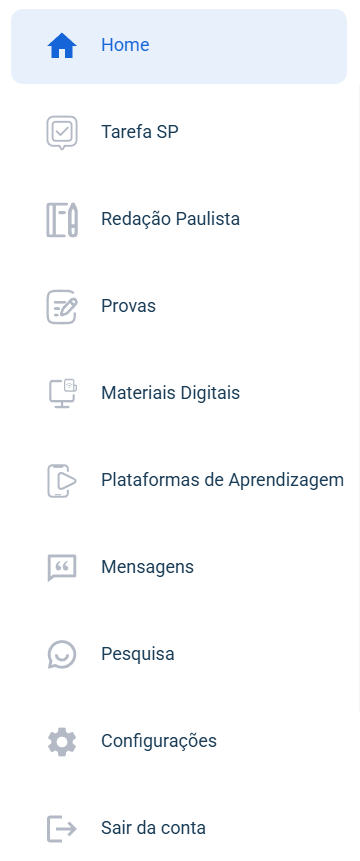 Home
Tarefa SP
Redação Paulista
Provas
Materiais Digitais
Plataformas de Aprendizagem
Mensagens
Pesquisa
Configurações
Sair da conta